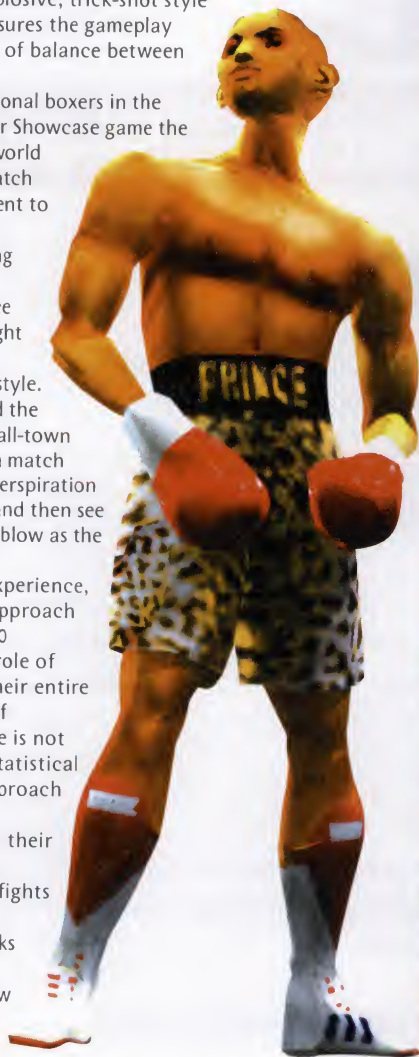 plosive, trick-shot style
sures the gameplay
of balance between
onal boxers in the
r Showcase game the
world
atch
ent to
ng
e
ght
style.
d the
all-town
match
erspiration
nd then see
blow as the
xperience,
pproach
0
role of
heir entire
f
e is not
tatistical
proach
their
fights
ks
w
PRINCE